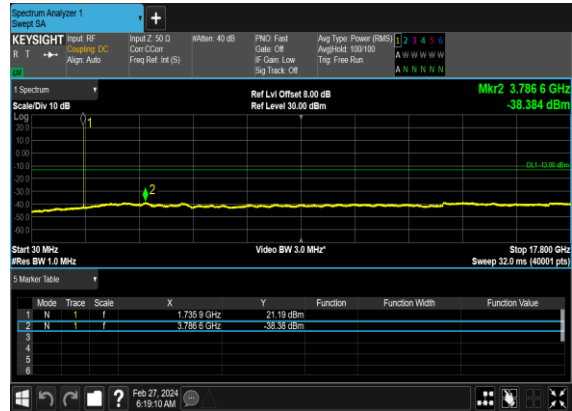 Spectrum Analyzer 1
Swept SA
+
KEYSIGHT Input: RF Input Z: 50 Ω #Atten: 40 dB PNO: Fast Avg Type: Power (RMS) 1 2 3 4 5 6
R T Coupling: DC Corr CCorr Gate: Off Avg|Hold: 100/100 A W W W W W
Align: Auto Freq Ref: Int (S) IF Gain: Low Trig: Free Run
Sig Track: Off A N N N N N
1 Spectrum Ref Lvl Offset 8.00 dB Mkr2 3.786 6 GHz
Scale/Div 10 dB Ref Level 30.00 dBm -38.384 dBm
Log
20.0
1
10.0
0.00
-10.0
DL1 -13.00 dBm
-20.0
-30.0
2
-40.0
-50.0
-60.0
Start 30 MHz Video BW 3.0 MHz* Stop 17.800 GHz
#Res BW 1.0 MHz Sweep 32.0 ms (40001 pts)
5 Marker Table
Mode Trace Scale X Y Function Function Width Function Value
1 N 1 f 1.735 9 GHz 21.19 dBm
2 N 1 f 3.786 6 GHz -38.38 dBm
3
4
5
6
? Feb 27, 2024
6:19:10 AM